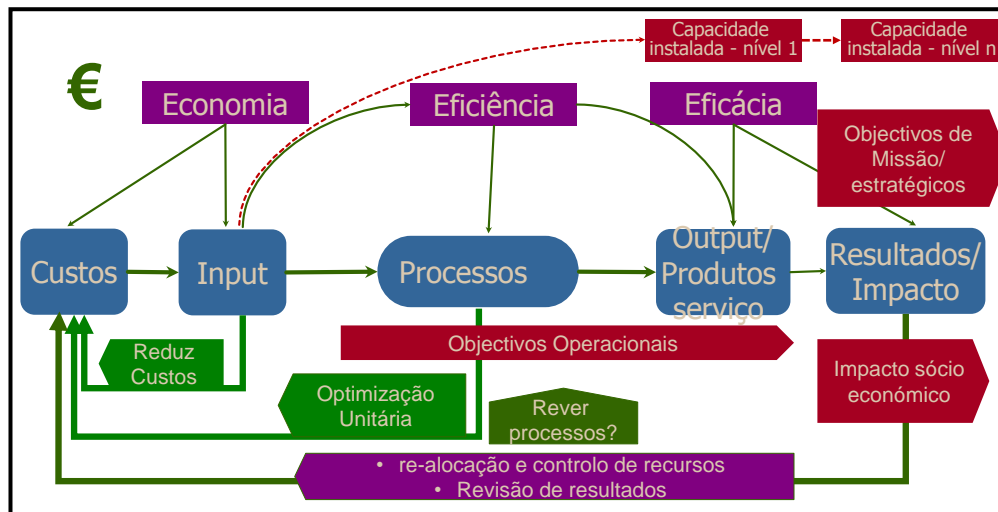 Capacidade
instalada - nível 1
Capacidade
instalada - nível n
€
Economia
Eficiência
Eficácia
Objectivos de
Missão/
estratégicos
Custos
Input
Processos
Output/
Produtos
serviço
Resultados/
Impacto
Reduz
Custos
Objectivos Operacionais
Impacto sócio
económico
Optimização
Unitária
Rever
processos?
• re-alocação e controlo de recursos
• Revisão de resultados